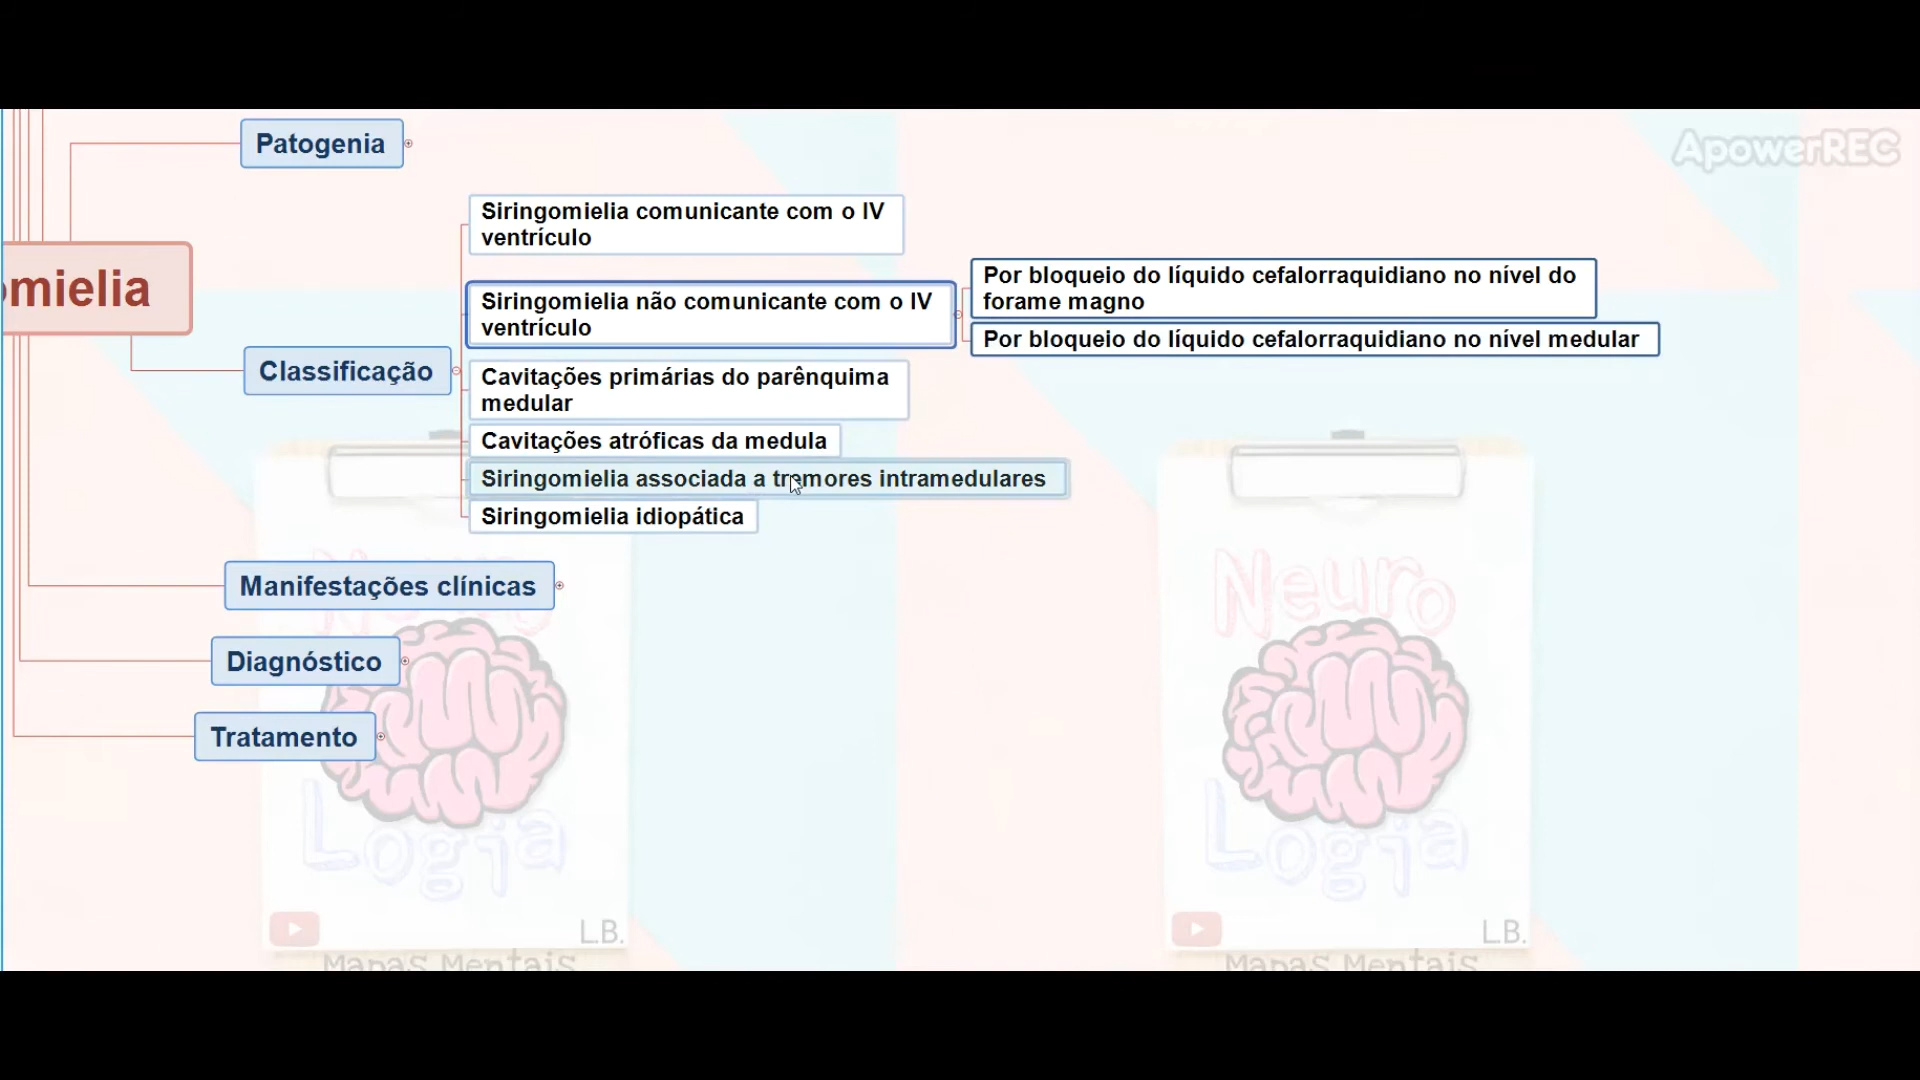 ApowerREC
Patogenia
Siringomielia comunicante com o IV
ventrículo
omielia
Siringomielia não comunicante com o IV
ventrículo
Por bloqueio do líquido cefalorraquidiano no nível do
forame magno
Por bloqueio do líquido cefalorraquidiano no nível medular
Classificação
Cavitações primárias do parênquima
medular
Cavitações atróficas da medula
Siringomielia associada a tremores intramedulares
Siringomielia idiopática
Manifestações clínicas
Diagnóstico
Tratamento
Neuro
Logia
L.B.
Mapas Mentais
Neuro
Logia
L.B.
Mapas Mentais